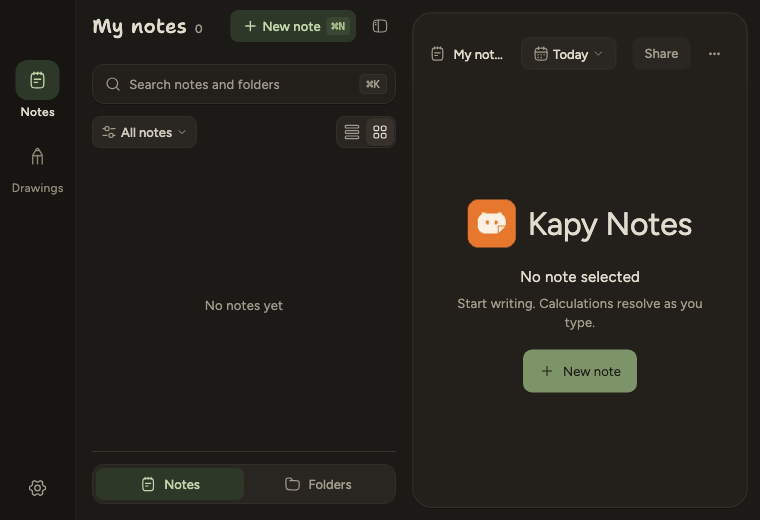 My notes 0
New note ⌘N
Search notes and folders ⌘K
All notes
Notes
Drawings
No notes yet
Notes
Folders
My not...
Today
Share
Kapy Notes
No note selected
Start writing. Calculations resolve as you
type.
New note